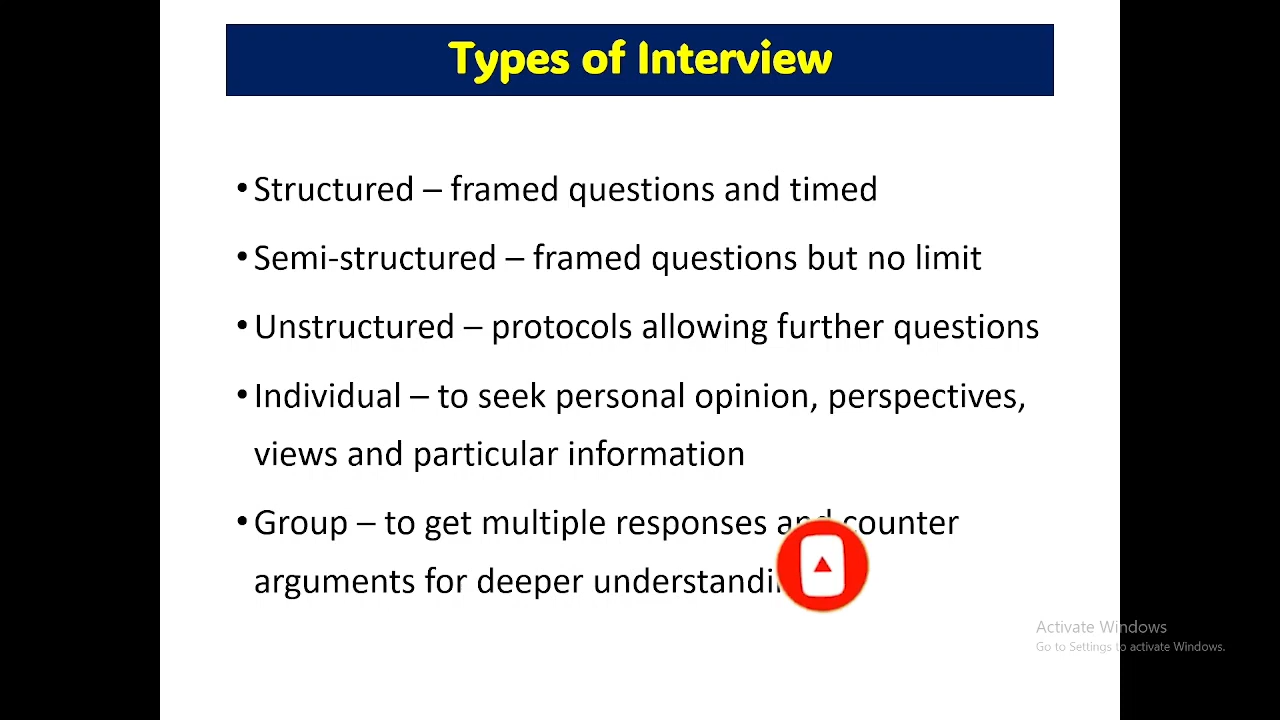 Types of Interview
• Structured – framed questions and timed
• Semi-structured – framed questions but no limit
• Unstructured – protocols allowing further questions
• Individual – to seek personal opinion, perspectives,
views and particular information
• Group – to get multiple responses and counter
arguments for deeper
Activate Windows
Go to Settings to activate Windows.